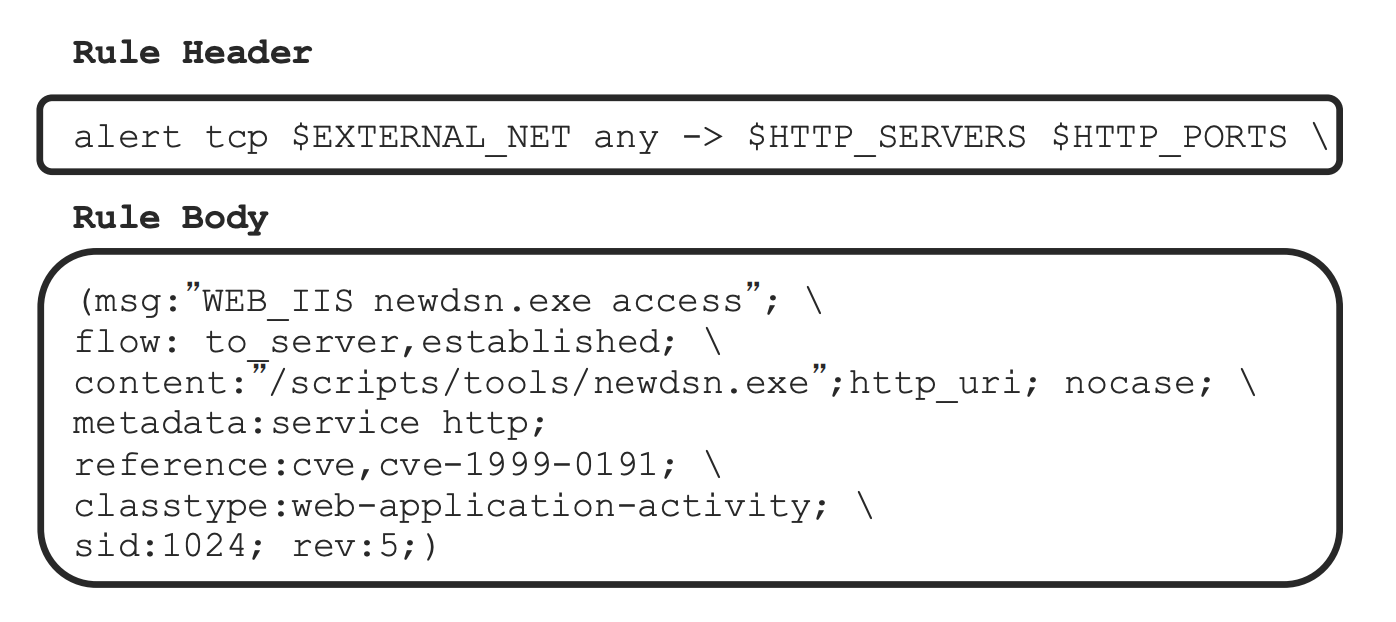 Rule Header
alert tcp $EXTERNAL_NET any -> $HTTP_SERVERS $HTTP_PORTS \
Rule Body
(msg:”WEB_IIS newdsn.exe access”; \
flow: to_server,established; \
content:”/scripts/tools/newdsn.exe”;http_uri; nocase; \
metadata:service http;
reference:cve,cve-1999-0191; \
classtype:web-application-activity; \
sid:1024; rev:5;)